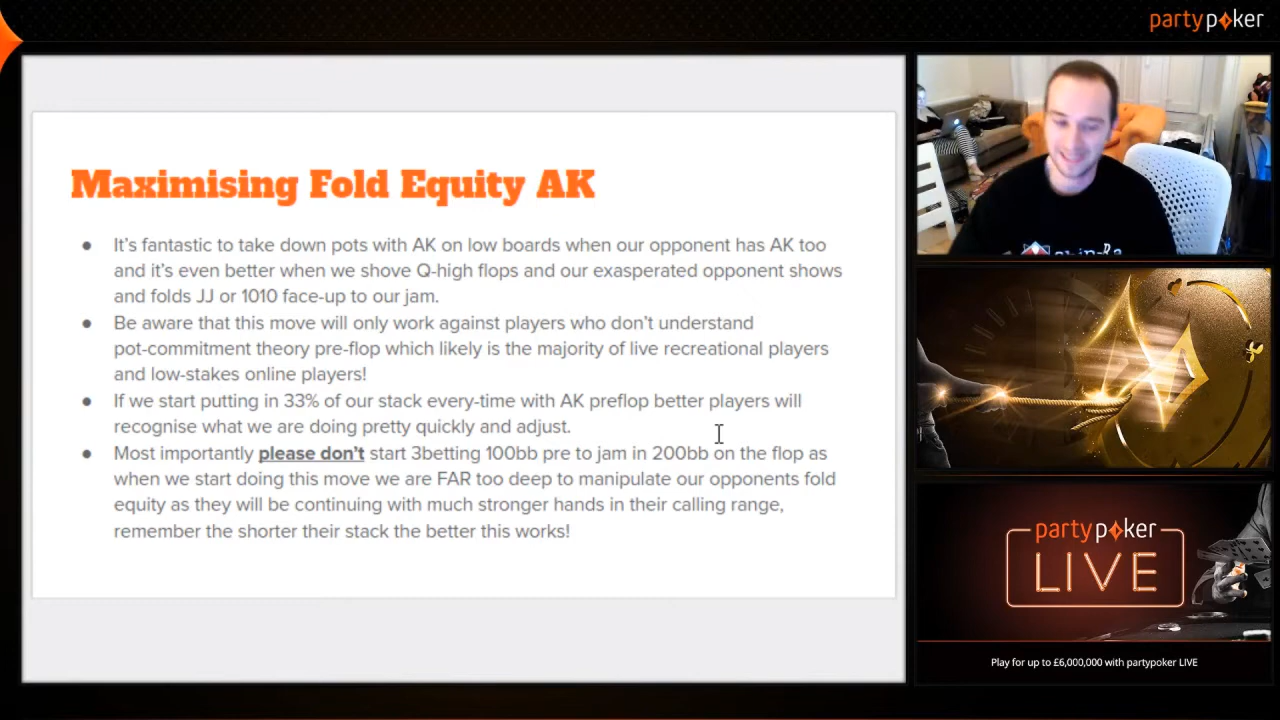 partypoker
Maximising Fold Equity AK
● It's fantastic to take down pots with AK on low boards when our opponent has AK too
and it's even better when we shove Q-high flops and our exasperated opponent shows
and folds JJ or 1010 face-up to our jam.
● Be aware that this move will only work against players who don't understand
pot-commitment theory pre-flop which likely is the majority of live recreational players
and low-stakes online players!
● If we start putting in 33% of our stack every-time with AK preflop better players will
recognise what we are doing pretty quickly and adjust.
● Most importantly please don't start 3betting 100bb pre to jam in 200bb on the flop as
when we start doing this move we are FAR too deep to manipulate our opponents fold
equity as they will be continuing with much stronger hands in their calling range,
remember the shorter their stack the better this works!
partypoker
LIVE
Play for up to £6,000,000 with partypoker LIVE